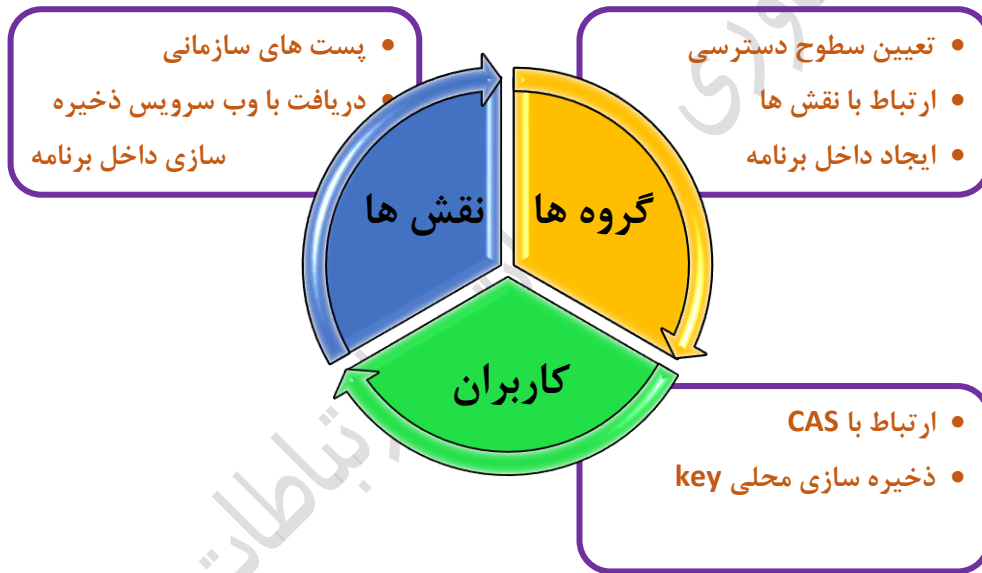 • تعیین سطوح دسترسی
• ارتباط با نقش ها
• ایجاد داخل برنامه
• پست های سازمانی
• دریافت با وب سرویس ذخیره
سازی داخل برنامه
گروه ها
نقش ها
کاربران
• ارتباط با CAS
• ذخیره سازی محلی key